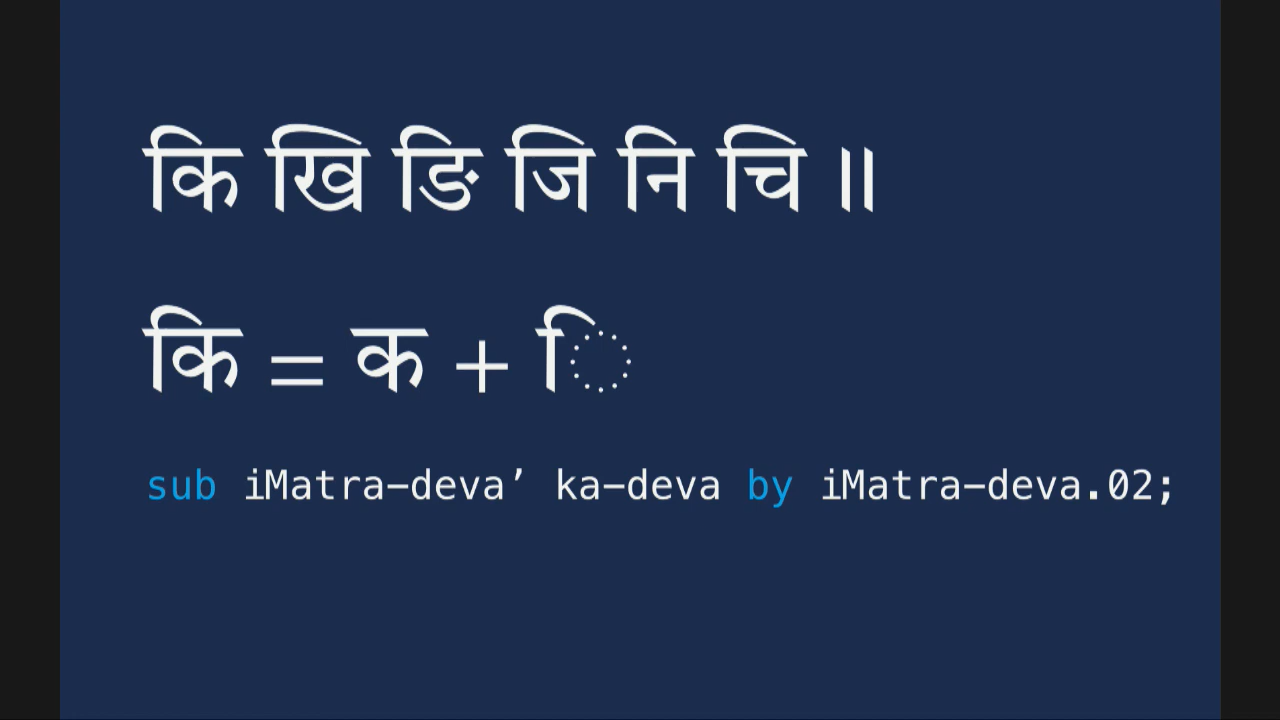 कि खि ङि जि नि चि ॥
कि = क + ि
sub iMatra-deva’ ka-deva by iMatra-deva.02;